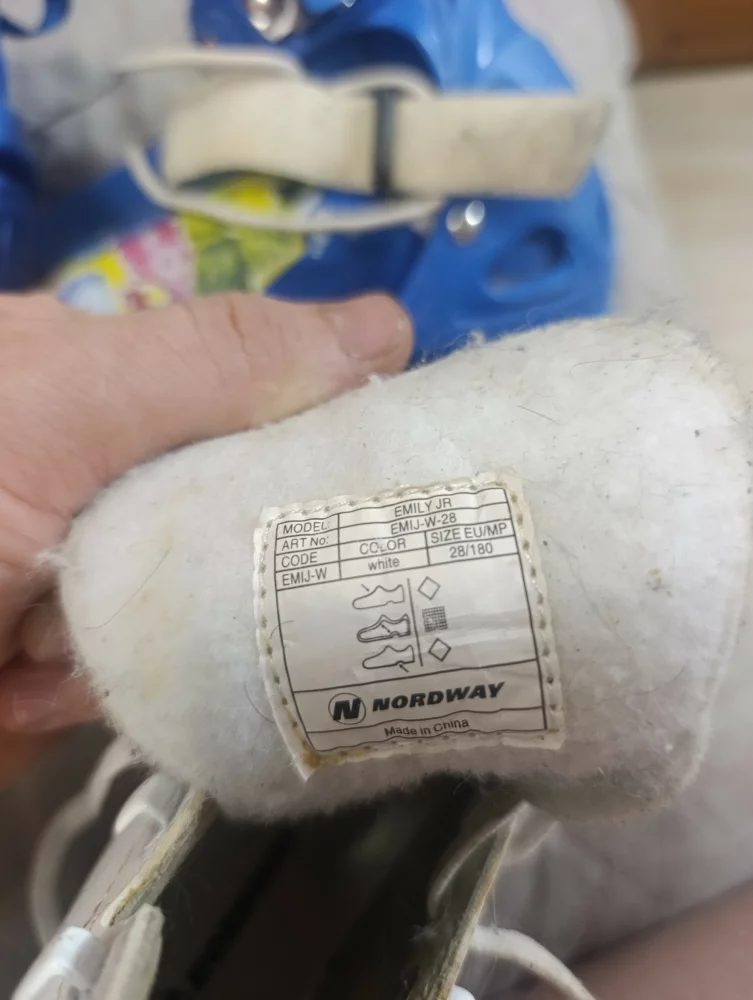 MODEL: EMILY JR
ART No: EMIJ-W-28
CODE COLOR SIZE EU/MP
EMIJ-W white 28/180
N NORDWAY
Made in China